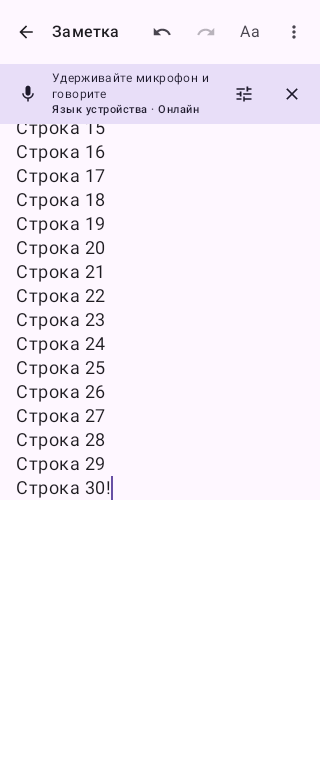 Заметка Aa
Удерживайте микрофон и
говорите
Язык устройства · Онлайн
Строка 15
Строка 16
Строка 17
Строка 18
Строка 19
Строка 20
Строка 21
Строка 22
Строка 23
Строка 24
Строка 25
Строка 26
Строка 27
Строка 28
Строка 29
Строка 30!